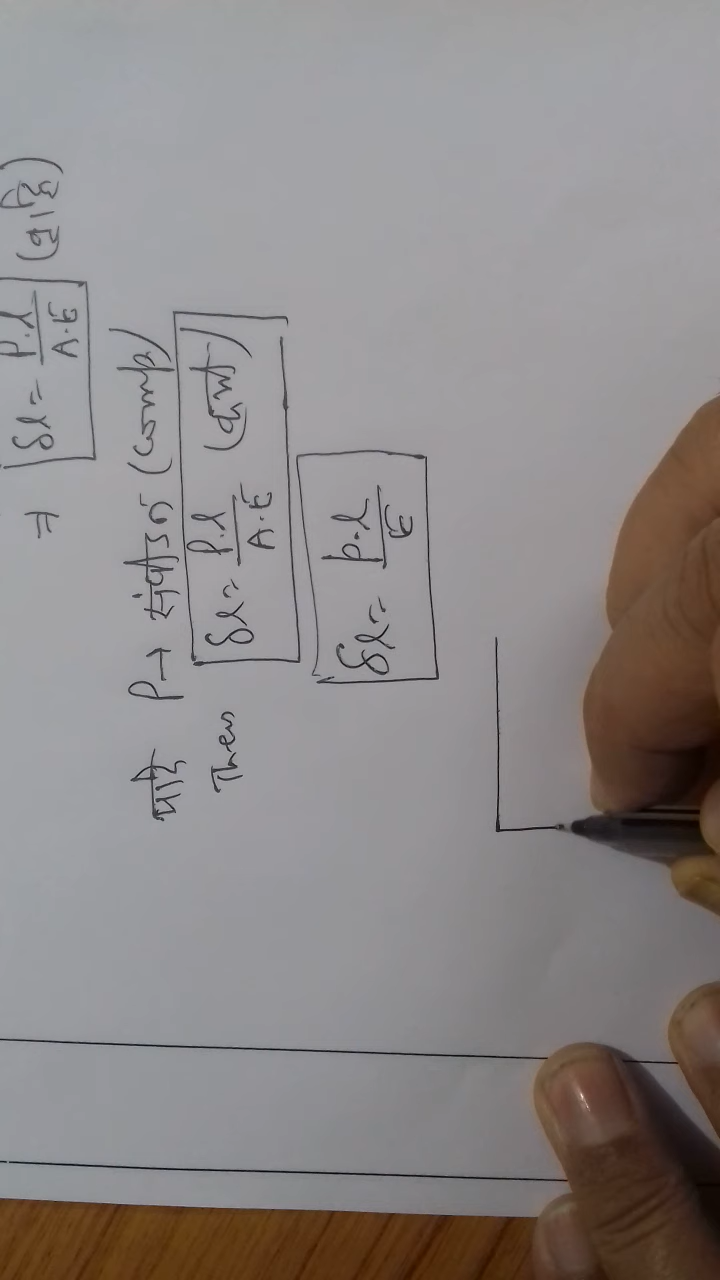 ⇒ δl = P.l / A.E (वृद्धि)
यदि P → संपीडन (Comp)
Then δl = P.l / A.E (कमी)
δl = p.l / E